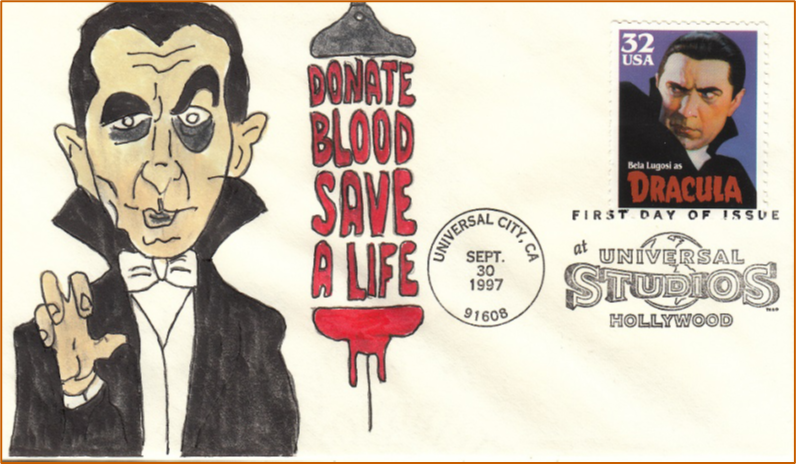 DONATE
BLOOD
SAVE
A LIFE
UNIVERSAL CITY, CA
SEPT.
30
1997
91608
32
USA
Bela Lugosi as
DRACULA
FIRST DAY OF ISSUE
at
UNIVERSAL
STUDIOS
HOLLYWOOD